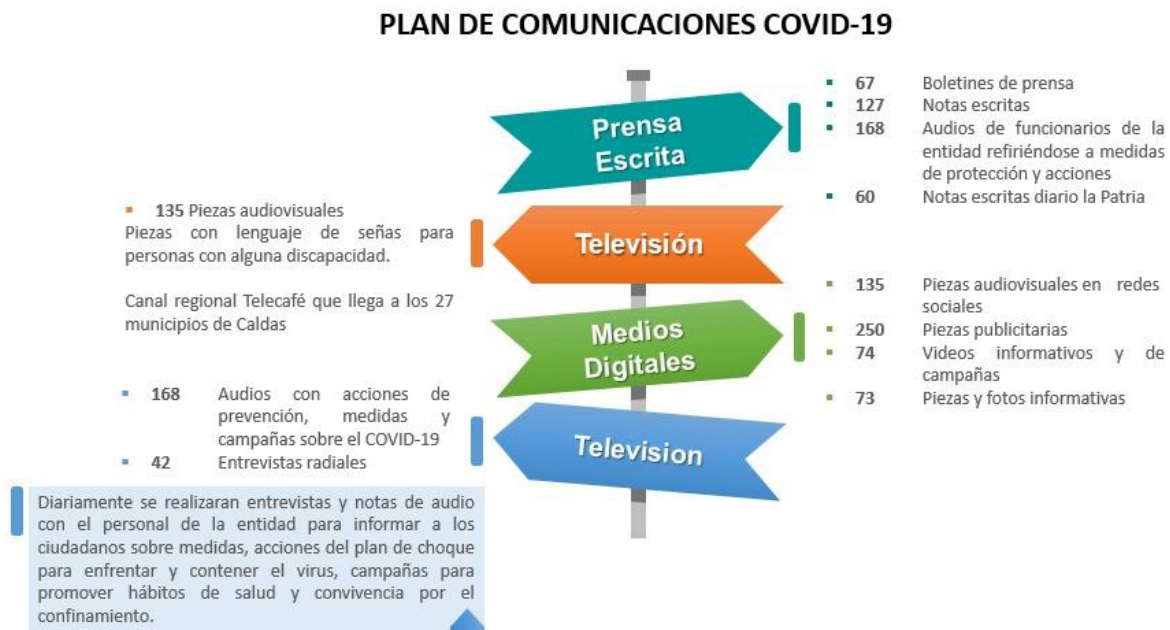 PLAN DE COMUNICACIONES COVID-19
Prensa
Escrita
▪ 67 Boletines de prensa
▪ 127 Notas escritas
▪ 168 Audios de funcionarios de la
entidad refiriéndose a medidas
de protección y acciones
▪ 60 Notas escritas diario la Patria
Televisión
▪ 135 Piezas audiovisuales
Piezas con lenguaje de señas para
personas con alguna discapacidad.
Canal regional Telecafé que llega a los 27
municipios de Caldas
Medios
Digitales
▪ 135 Piezas audiovisuales en redes
sociales
▪ 250 Piezas publicitarias
▪ 74 Videos informativos y de
campañas
▪ 73 Piezas y fotos informativas
Television
▪ 168 Audios con acciones de
prevención, medidas y
campañas sobre el COVID-19
▪ 42 Entrevistas radiales
Diariamente se realizaran entrevistas y notas de audio
con el personal de la entidad para informar a los
ciudadanos sobre medidas, acciones del plan de choque
para enfrentar y contener el virus, campañas para
promover hábitos de salud y convivencia por el
confinamiento.